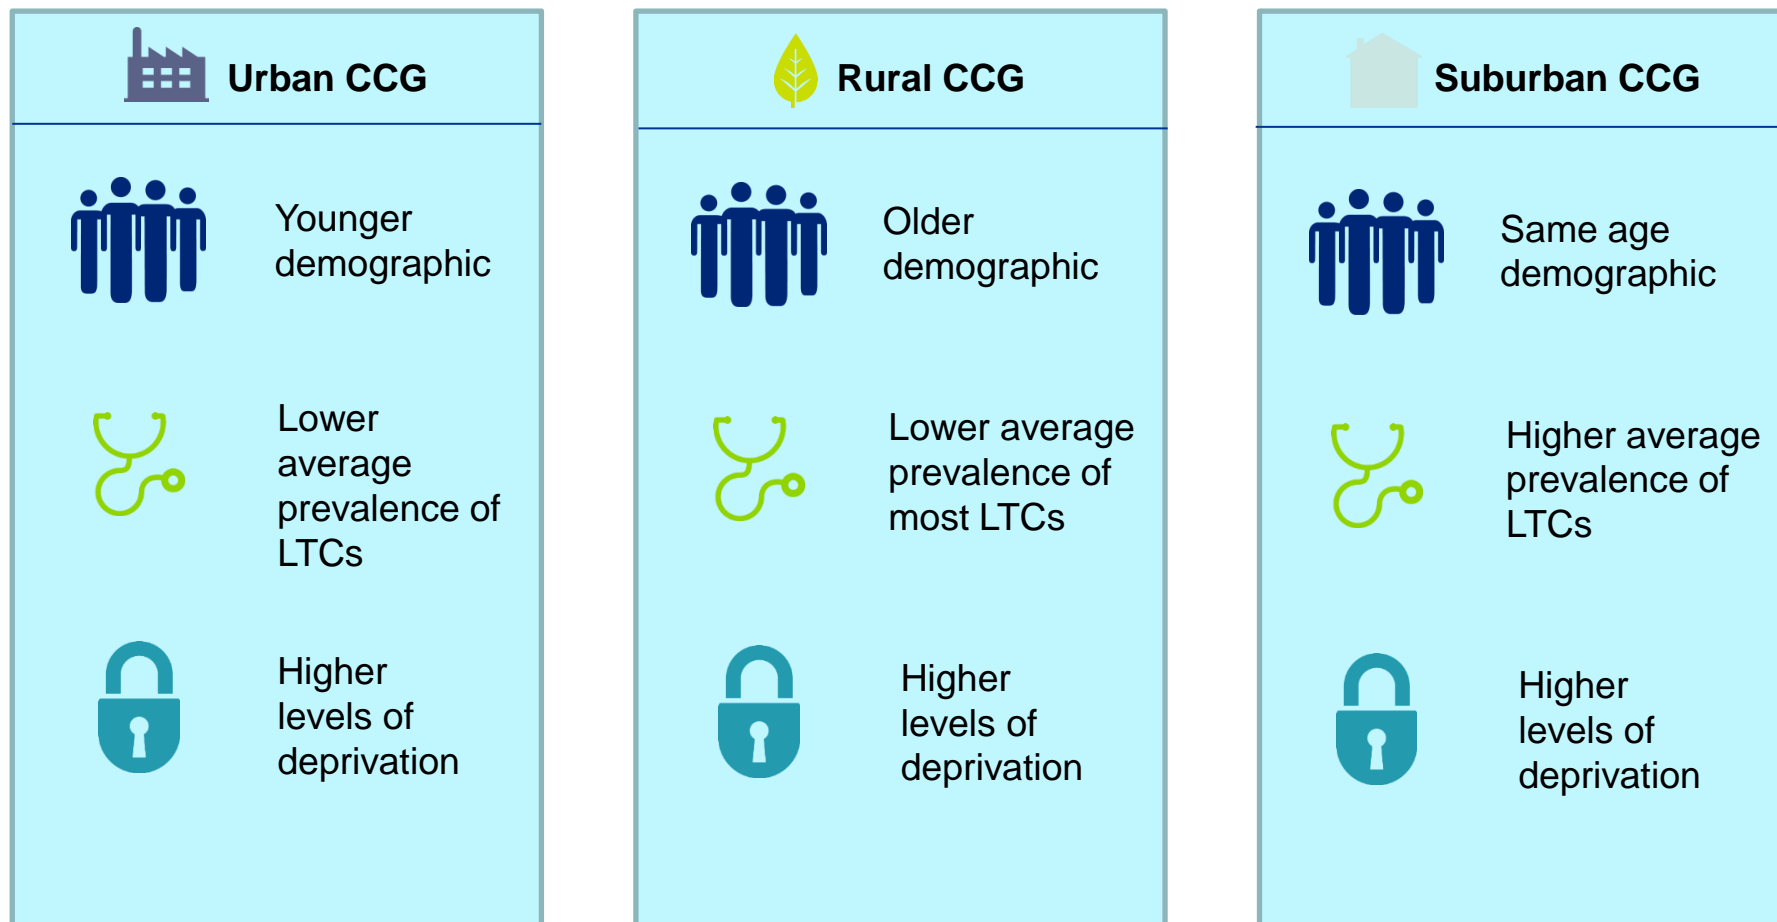 Urban CCG
Younger
demographic
Lower
average
prevalence of
LTCs
Higher
levels of
deprivation
Rural CCG
Older
demographic
Lower average
prevalence of
most LTCs
Higher
levels of
deprivation
Suburban CCG
Same age
demographic
Higher average
prevalence of
LTCs
Higher
levels of
deprivation